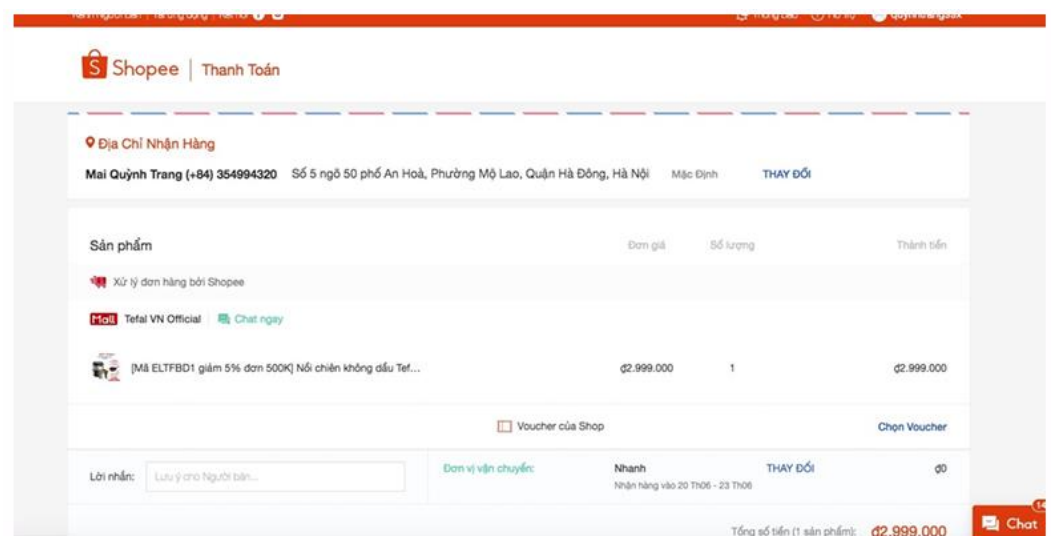 Shopee | Thanh Toán
Địa Chỉ Nhận Hàng
Mai Quỳnh Trang (+84) 354994320 Số 5 ngõ 50 phố An Hoà, Phường Mộ Lao, Quận Hà Đông, Hà Nội Mặc Định THAY ĐỔI
Sản phẩm Đơn giá Số lượng Thành tiền
Xử lý đơn hàng bởi Shopee
Mall Tefal VN Official Chat ngay
[Mã ELTFBD1 giảm 5% đơn 500K] Nồi chiên không dầu Tef... ₫2.999.000 1 ₫2.999.000
Voucher của Shop Chọn Voucher
Lời nhắn: Lưu ý cho Người bán... Đơn vị vận chuyển: Nhanh THAY ĐỔI ₫0
Nhận hàng vào 20 Th06 - 23 Th06
14
Chat
Tổng số tiền (1 sản phẩm): ₫2.999.000